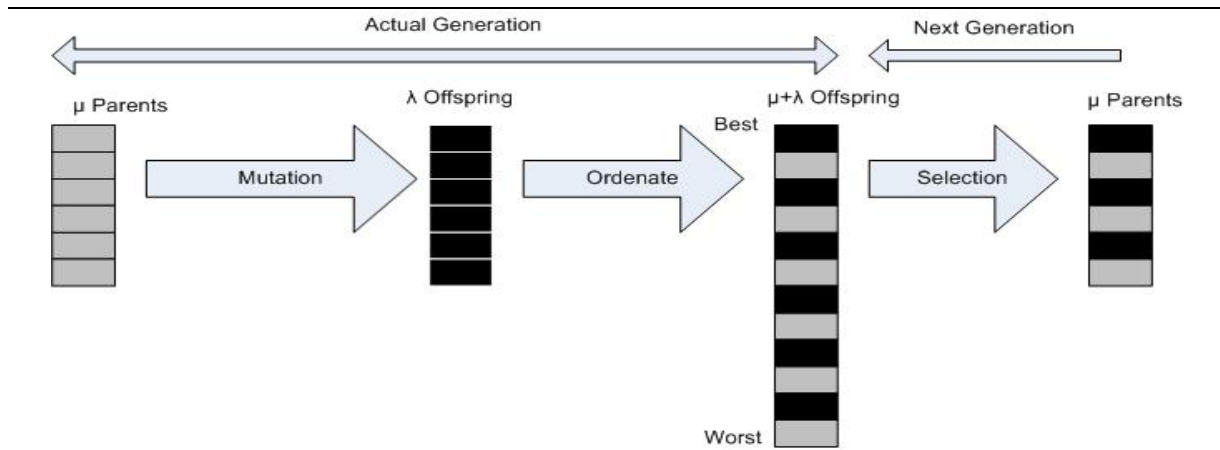 Actual Generation
Next Generation
μ Parents
λ Offspring
μ+λ Offspring
μ Parents
Best
Mutation
Ordenate
Selection
Worst